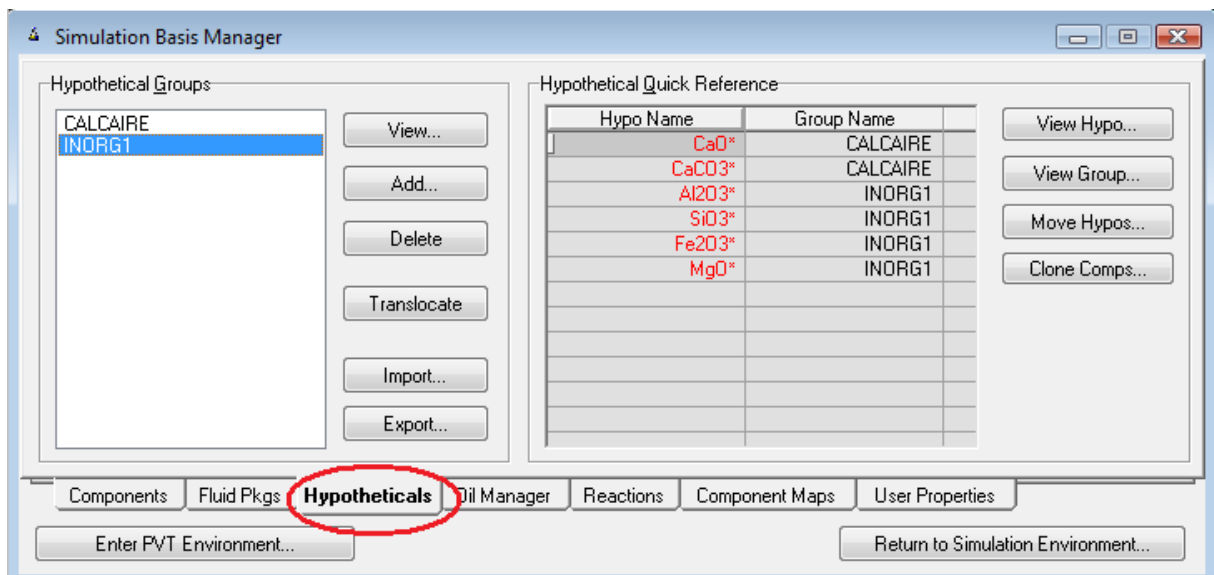 Simulation Basis Manager
Hypothetical Groups
CALCAIRE
INORG1
View...
Add...
Delete
Translocate
Import...
Export...
Hypothetical Quick Reference
Hypo Name Group Name
CaO* CALCAIRE
CaCO3* CALCAIRE
Al2O3* INORG1
SiO3* INORG1
Fe2O3* INORG1
MgO* INORG1
View Hypo...
View Group...
Move Hypos...
Clone Comps...
Components Fluid Pkgs Hypotheticals Oil Manager Reactions Component Maps User Properties
Enter PVT Environment... Return to Simulation Environment...